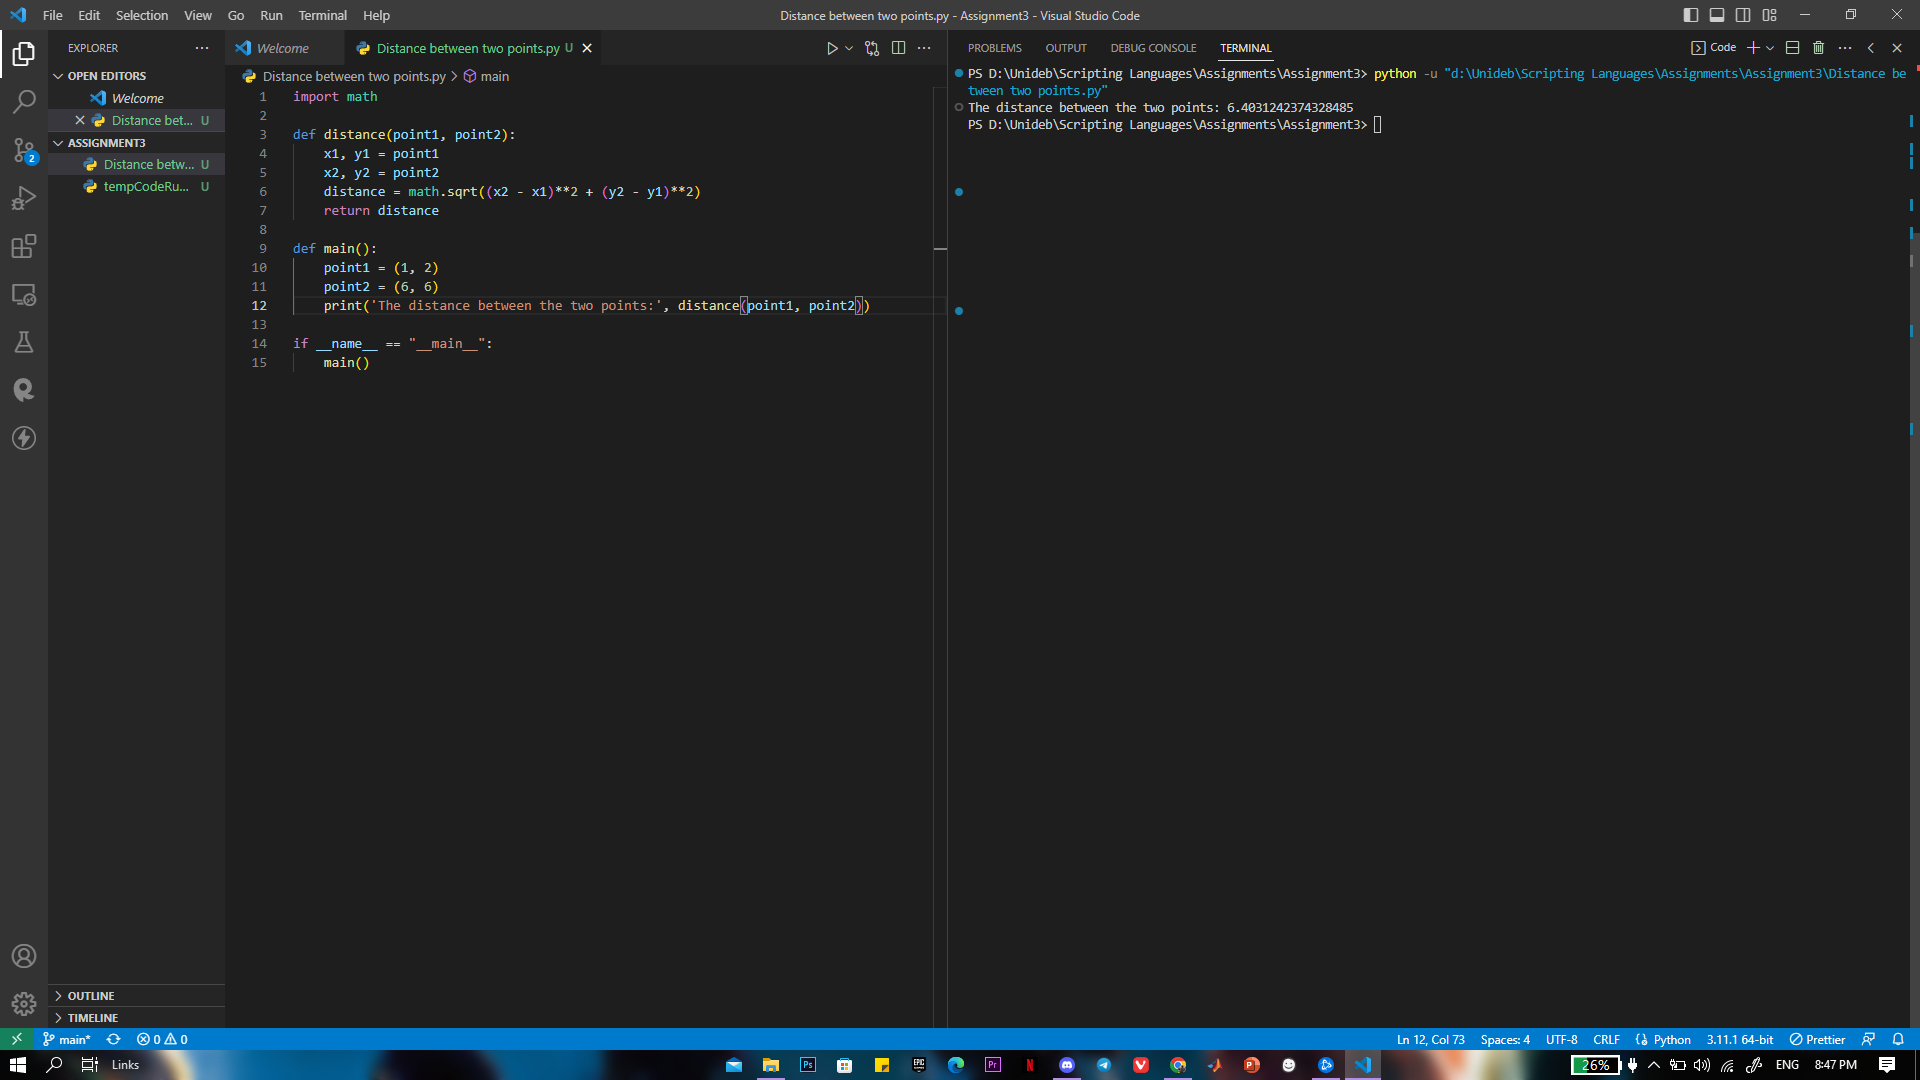 File Edit Selection View Go Run Terminal Help
Distance between two points.py - Assignment3 - Visual Studio Code
EXPLORER
OPEN EDITORS
Welcome
Distance bet... U
ASSIGNMENT3
Distance betw... U
tempCodeRu... U
OUTLINE
TIMELINE
2
Welcome
Distance between two points.py U
Distance between two points.py > main
1 import math
2
3 def distance(point1, point2):
4 x1, y1 = point1
5 x2, y2 = point2
6 distance = math.sqrt((x2 - x1)**2 + (y2 - y1)**2)
7 return distance
8
9 def main():
10 point1 = (1, 2)
11 point2 = (6, 6)
12 print('The distance between the two points:', distance(point1, point2))
13
14 if __name__ == "__main__":
15 main()
PROBLEMS OUTPUT DEBUG CONSOLE TERMINAL
Code
PS D:\Unideb\Scripting Languages\Assignments\Assignment3> python -u "d:\Unideb\Scripting Languages\Assignments\Assignment3\Distance be
tween two points.py"
The distance between the two points: 6.4031242374328485
PS D:\Unideb\Scripting Languages\Assignments\Assignment3>
main* 0 0
Ln 12, Col 73 Spaces: 4 UTF-8 CRLF Python 3.11.1 64-bit Prettier
Links
Ps EPIC Pr N
26% ENG 8:47 PM